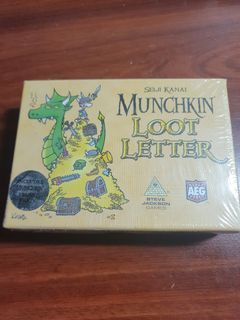 SEIJI KANAI
MUNCHKIN
LOOT
LETTER
STEVE
JACKSON
GAMES
AEG